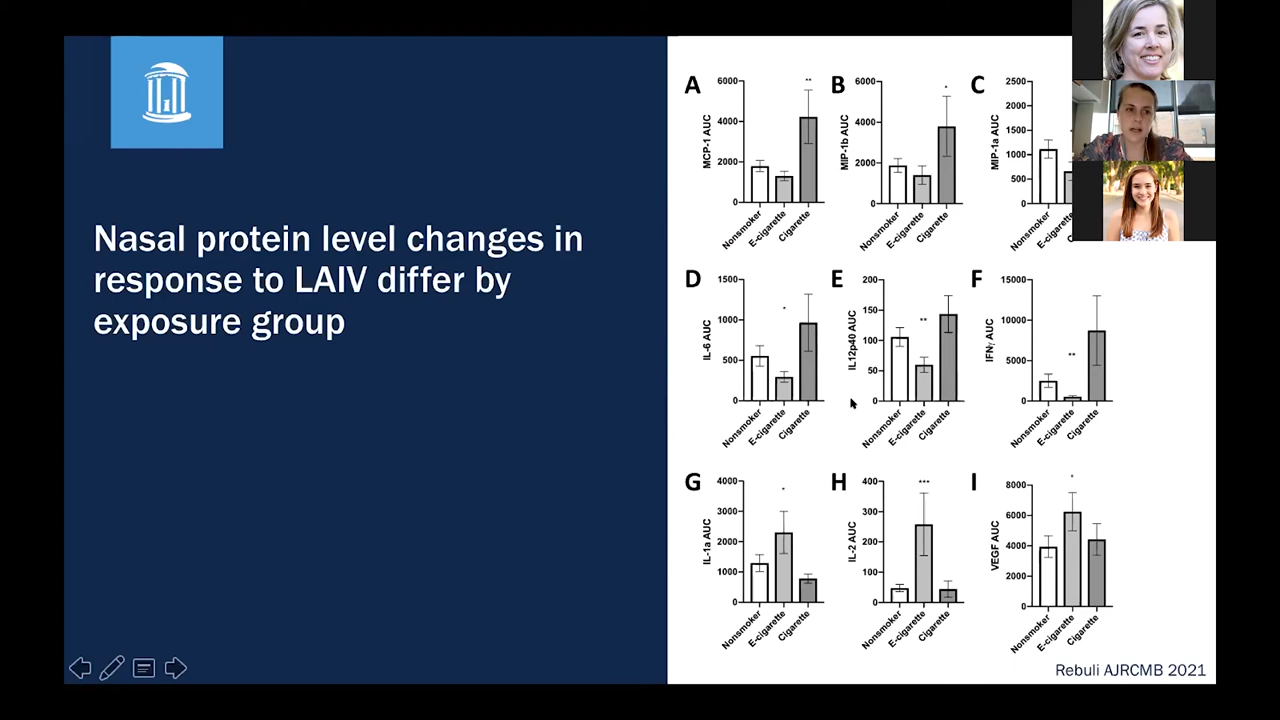 Nasal protein level changes in
response to LAIV differ by
exposure group
A
MCP-1 AUC
6000
4000
2000
0
**
Nonsmoker
E-cigarette
Cigarette
B
MIP-1b AUC
6000
4000
2000
0
*
Nonsmoker
E-cigarette
Cigarette
C
MIP-1a AUC
2500
2000
1500
1000
500
0
Nonsmoker
D
IL-6 AUC
1500
1000
500
0
*
Nonsmoker
E-cigarette
Cigarette
E
IL12p40 AUC
200
150
100
50
0
**
Nonsmoker
E-cigarette
Cigarette
F
IFNγ AUC
15000
10000
5000
0
**
Nonsmoker
E-cigarette
Cigarette
G
IL-1a AUC
4000
3000
2000
1000
0
*
Nonsmoker
E-cigarette
Cigarette
H
IL-2 AUC
400
300
200
100
0
***
Nonsmoker
E-cigarette
Cigarette
I
VEGF AUC
8000
6000
4000
2000
0
*
Nonsmoker
E-cigarette
Cigarette
Rebuli AJRCMB 2021